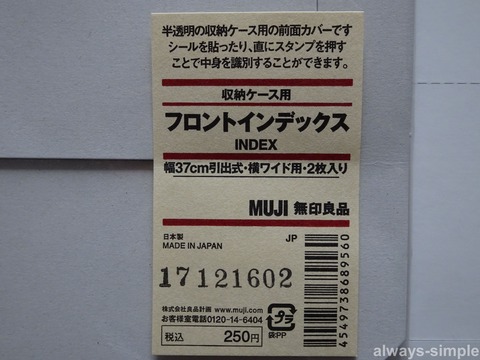 半透明の収納ケース用の前面カバーです
シールを貼ったり、直にスタンプを押す
ことで中身を識別することができます。
収納ケース用
フロントインデックス
INDEX
幅37cm引出式・横ワイド用・2枚入り
MUJI 無印良品
日本製
MADE IN JAPAN
JP
17121602
株式会社良品計画 www.muji.com
お客様室電話0120-14-6404
プラ
袋:PP
税込 250円
4549738689560
always-simple